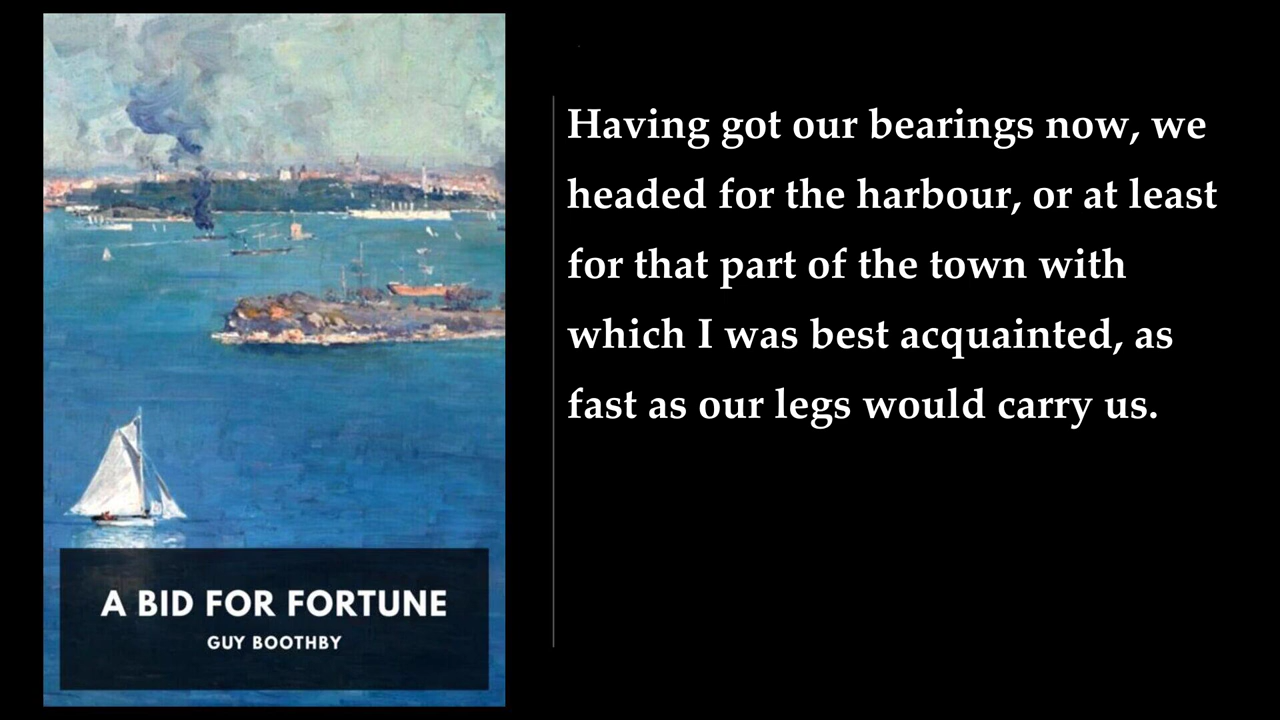 A BID FOR FORTUNE
GUY BOOTHBY
Having got our bearings now, we
headed for the harbour, or at least
for that part of the town with
which I was best acquainted, as
fast as our legs would carry us.